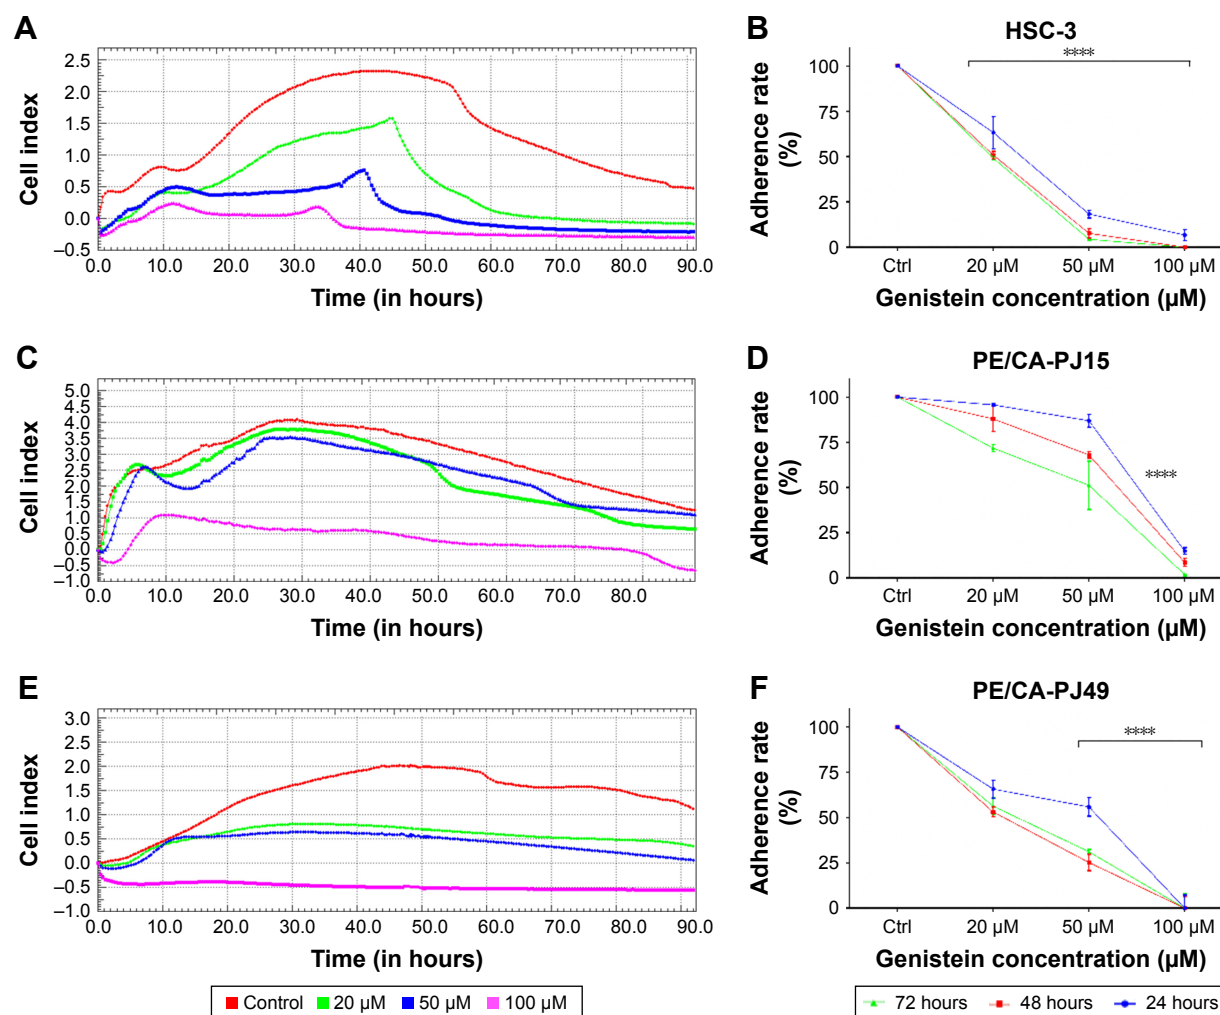 A
2.5
2.0
1.5
1.0
0.5
0.0
–0.5
Cell index
0.0 10.0 20.0 30.0 40.0 50.0 60.0 70.0 80.0 90.0
Time (in hours)
B
HSC-3
****
100
75
50
25
0
Adherence rate
(%)
Ctrl 20 µM 50 µM 100 µM
Genistein concentration (µM)
C
5.0
4.5
4.0
3.5
3.0
2.5
2.0
1.5
1.0
0.5
0.0
–0.5
–1.0
Cell index
0.0 10.0 20.0 30.0 40.0 50.0 60.0 70.0 80.0
Time (in hours)
D
PE/CA-PJ15
****
100
75
50
25
0
Adherence rate
(%)
Ctrl 20 µM 50 µM 100 µM
Genistein concentration (µM)
E
3.0
2.5
2.0
1.5
1.0
0.5
0.0
–0.5
–1.0
Cell index
0.0 10.0 20.0 30.0 40.0 50.0 60.0 70.0 80.0 90.0
Time (in hours)
Control 20 µM 50 µM 100 µM
F
PE/CA-PJ49
****
100
75
50
25
0
Adherence rate
(%)
Ctrl 20 µM 50 µM 100 µM
Genistein concentration (µM)
72 hours 48 hours 24 hours